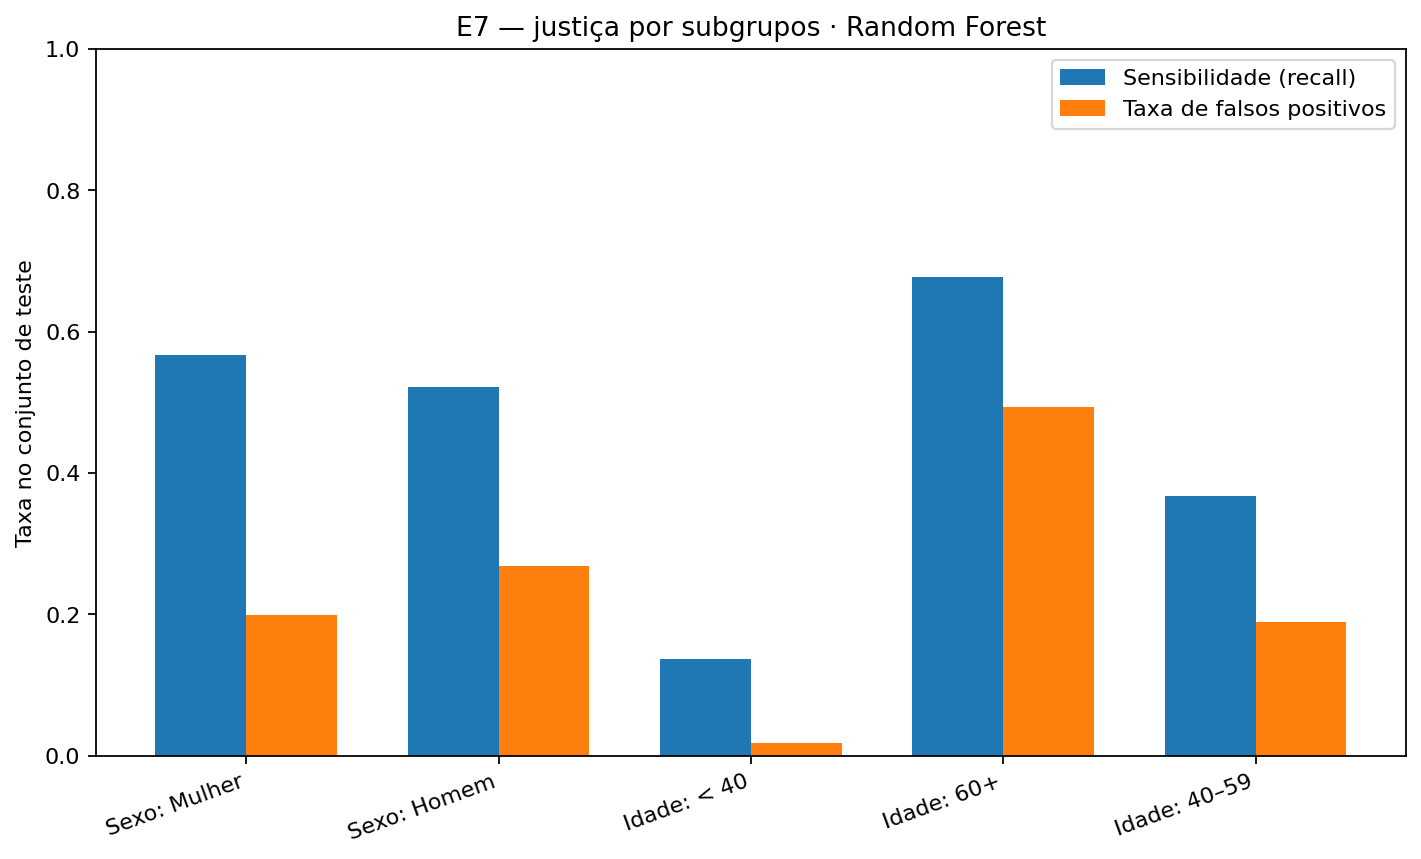 E7 — justiça por subgrupos · Random Forest
Sensibilidade (recall)
Taxa de falsos positivos
Taxa no conjunto de teste
1.0
0.8
0.6
0.4
0.2
0.0
Sexo: Mulher
Sexo: Homem
Idade: < 40
Idade: 60+
Idade: 40–59